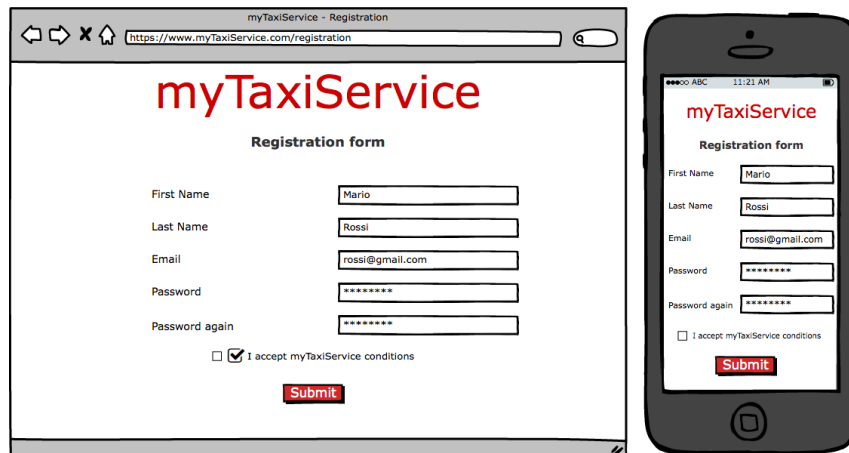 myTaxiService - Registration
https://www.myTaxiService.com/registration
myTaxiService
Registration form
First Name Mario
Last Name Rossi
Email rossi@gmail.com
Password ********
Password again ********
I accept myTaxiService conditions
Submit
ABC 11:21 AM
myTaxiService
Registration form
First Name Mario
Last Name Rossi
Email rossi@gmail.com
Password ********
Password again ********
I accept myTaxiService conditions
Submit